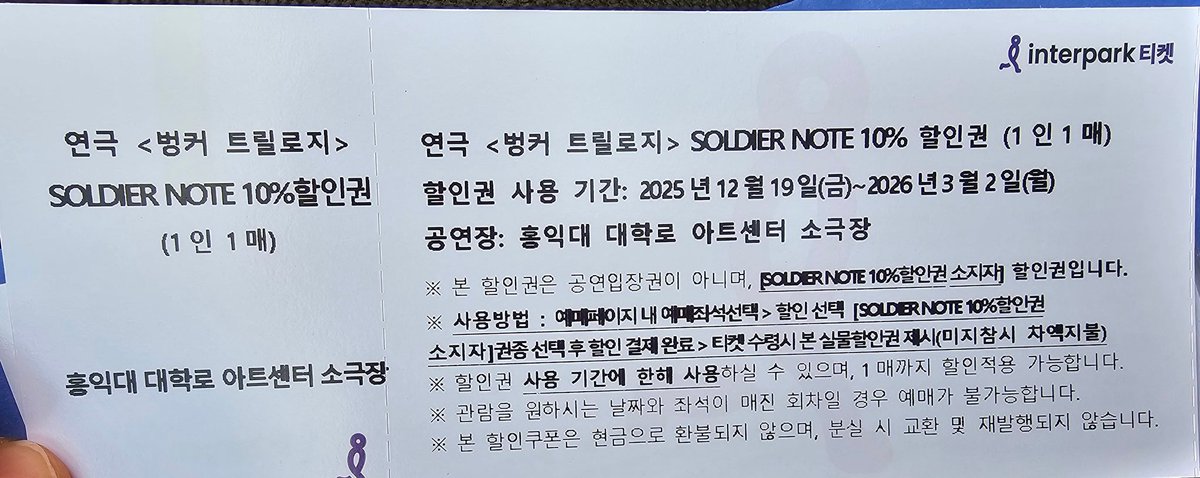 interpark 티켓
연극 <벙커 트릴로지>
SOLDIER NOTE 10%할인권
(1인 1매)
홍익대 대학로 아트센터 소극장
연극 <벙커 트릴로지> SOLDIER NOTE 10% 할인권 (1인 1매)
할인권 사용 기간: 2025년 12월 19일(금)~2026년 3월 2일(월)
공연장: 홍익대 대학로 아트센터 소극장
※ 본 할인권은 공연입장권이 아니며, [SOLDIER NOTE 10%할인권 소지자] 할인권입니다.
※ 사용방법 : 예매페이지 내 예매좌석선택 > 할인 선택 [SOLDIER NOTE 10%할인권
소지자]권종 선택 후 할인 결제 완료 > 티켓 수령시 본 실물할인권 제시(미지참시 차액지불)
※ 할인권 사용 기간에 한해 사용하실 수 있으며, 1매까지 할인적용 가능합니다.
※ 관람을 원하시는 날짜와 좌석이 매진 회차일 경우 예매가 불가능합니다.
※ 본 할인쿠폰은 현금으로 환불되지 않으며, 분실 시 교환 및 재발행되지 않습니다.